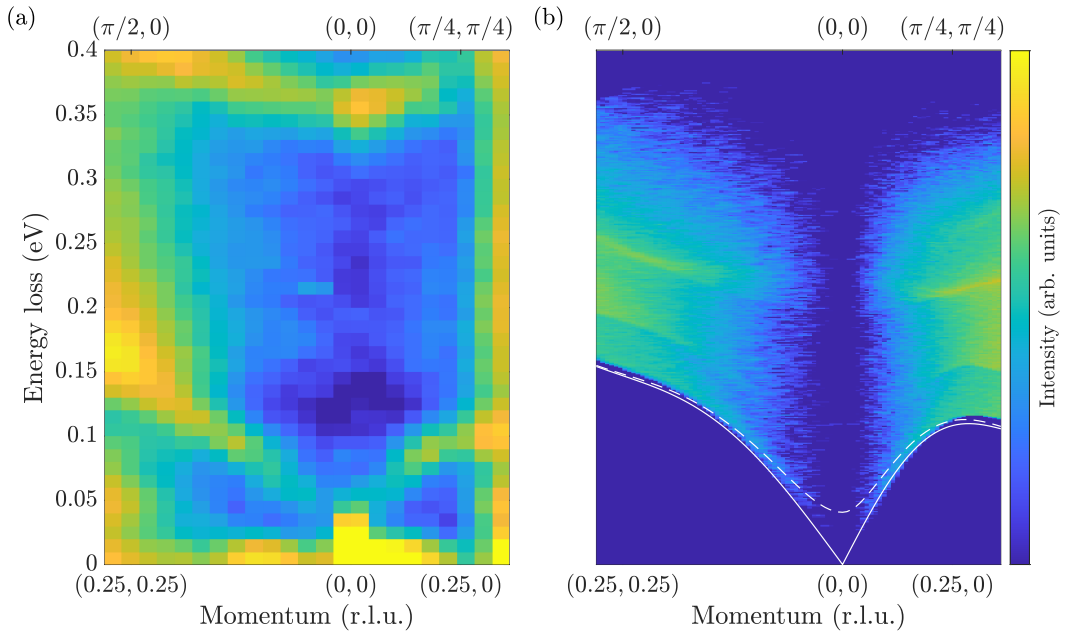 (a)
(π/2, 0)
(0, 0)
(π/4, π/4)
0.4
0.35
0.3
0.25
0.2
0.15
0.1
0.05
0
Energy loss (eV)
(0.25, 0.25)
(0, 0)
(0.25, 0)
Momentum (r.l.u.)
(b)
(π/2, 0)
(0, 0)
(π/4, π/4)
(0.25, 0.25)
(0, 0)
(0.25, 0)
Momentum (r.l.u.)
Intensity (arb. units)